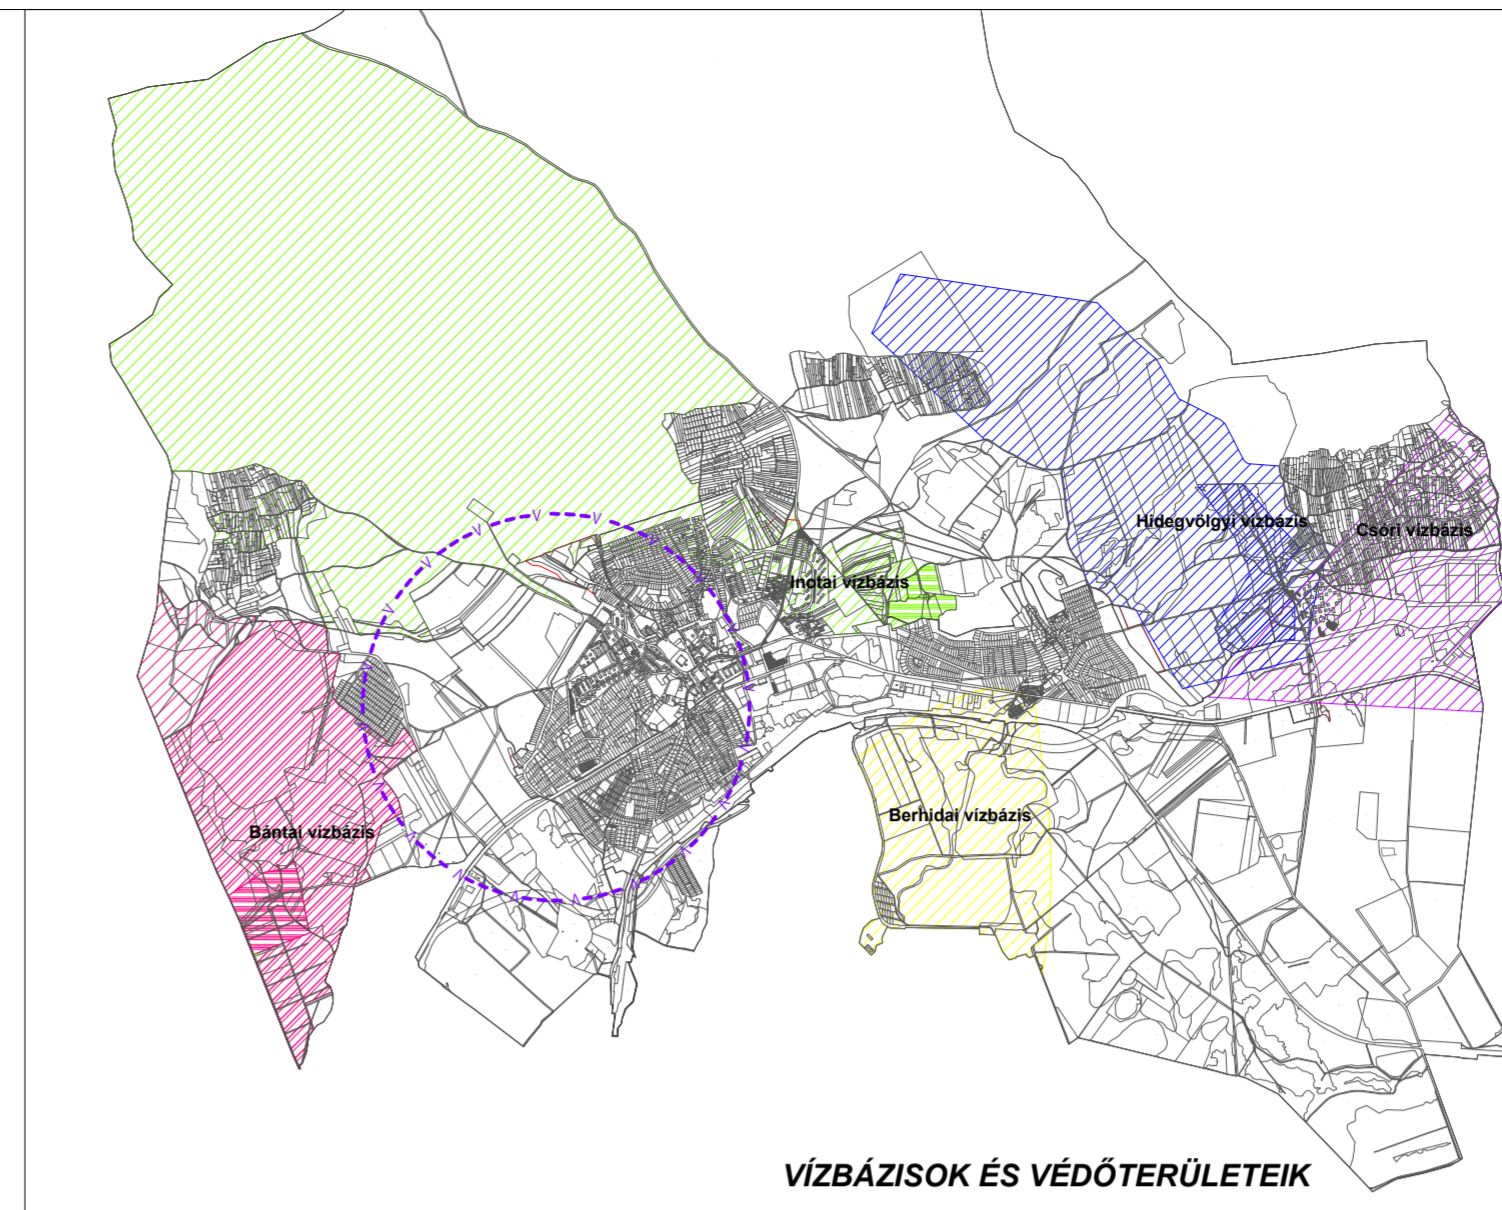 Hidegvölgyi vízbázis
Csóri vízbázis
Inotai vízbázis
Berhidai vízbázis
Bántai vízbázis
VÍZBÁZISOK ÉS VÉDŐTERÜLETEIK